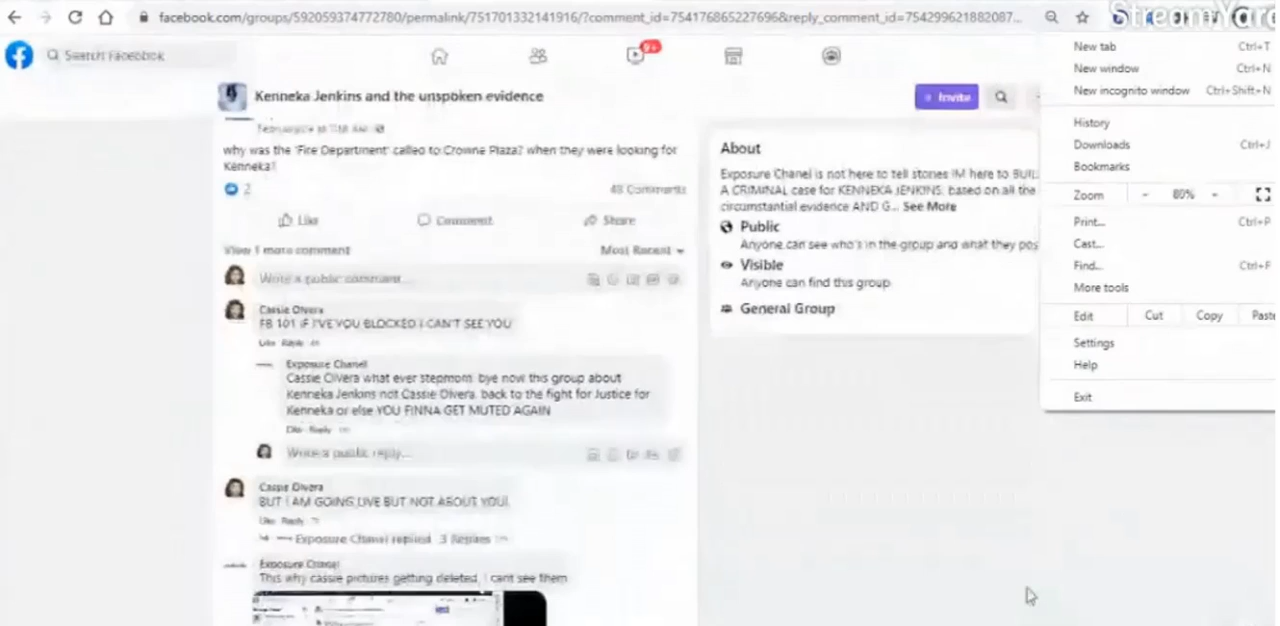 facebook.com/groups/592059374772780/permalink/751701332141916/?comment_id=754176865227696&reply_comment_id=754299621882087...
StreamYard
Search Facebook
9+
Kenneka Jenkins and the unspoken evidence
Invite
why was the 'Fire Department' called to Crowne Plaza? when they were looking for
Kenneka?
2
48 Comments
Like
Comment
Share
View 1 more comment
Most Recent
Write a public comment...
Cassie Olvera
FB 101 IF I'VE YOU BLOCKED I CAN'T SEE YOU
Like Reply
Exposure Chanel
Cassie Olvera what ever stepmom. bye now this group about
Kenneka Jenkins not Cassie Olvera. back to the fight for Justice for
Kenneka or else YOU FINNA GET MUTED AGAIN
Like Reply
Write a public reply...
Cassie Olvera
BUT I AM GOING LIVE BUT NOT ABOUT YOU!
Like Reply
Exposure Chanel replied 3 Replies
Exposure Chanel
This why cassie pictures getting deleted, I cant see them
About
Exposure Chanel is not here to tell stories IM here to BUIL
A CRIMINAL case for KENNEKA JENKINS. based on all the
circumstantial evidence AND G... See More
Public
Anyone can see who's in the group and what they pos
Visible
Anyone can find this group
General Group
New tab Ctrl+T
New window Ctrl+N
New incognito window Ctrl+Shift+N
History
Downloads Ctrl+J
Bookmarks
Zoom - 80%
Print... Ctrl+P
Cast...
Find... Ctrl+F
More tools
Edit Cut Copy Paste
Settings
Help
Exit